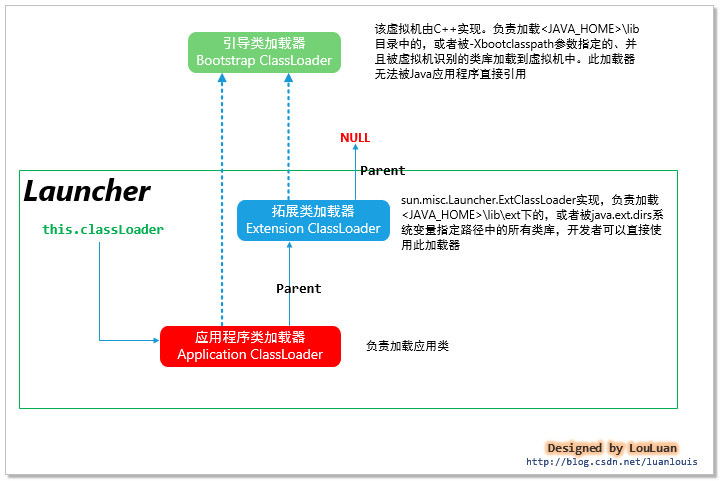 引导类加载器
Bootstrap ClassLoader
该虚拟机由C++实现。负责加载<JAVA_HOME>\lib
目录中的，或者被-Xbootclasspath参数指定的、并
且被虚拟机识别的类库加载到虚拟机中。此加载器
无法被Java应用程序直接引用
NULL
Parent
Launcher
this.classLoader
拓展类加载器
Extension ClassLoader
sun.misc.Launcher.ExtClassLoader实现，负责加载
<JAVA_HOME>\lib\ext下的，或者被java.ext.dirs系
统变量指定路径中的所有类库，开发者可以直接使
用此加载器
Parent
应用程序类加载器
Application ClassLoader
负责加载应用类
Designed by LouLuan
http://blog.csdn.net/luanlouis